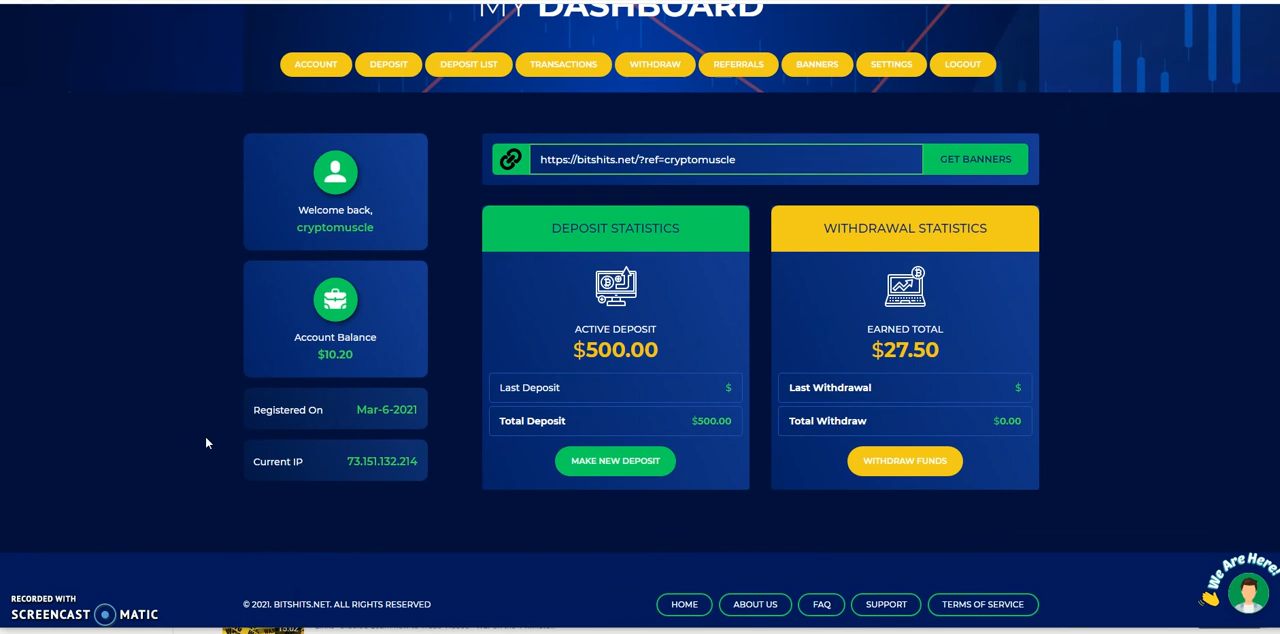 MY DASHBOARD
ACCOUNT DEPOSIT DEPOSIT LIST TRANSACTIONS WITHDRAW REFERRALS BANNERS SETTINGS LOGOUT
Welcome back,
cryptomuscle
Account Balance
$10.20
Registered On Mar-6-2021
Current IP 73.151.132.214
https://bitshits.net/?ref=cryptomuscle GET BANNERS
DEPOSIT STATISTICS
ACTIVE DEPOSIT
$500.00
Last Deposit $
Total Deposit $500.00
MAKE NEW DEPOSIT
WITHDRAWAL STATISTICS
EARNED TOTAL
$27.50
Last Withdrawal $
Total Withdraw $0.00
WITHDRAW FUNDS
We Are Here!
RECORDED WITH
SCREENCAST MATIC
© 2021. BITSHITS.NET. ALL RIGHTS RESERVED
HOME ABOUT US FAQ SUPPORT TERMS OF SERVICE
15:02